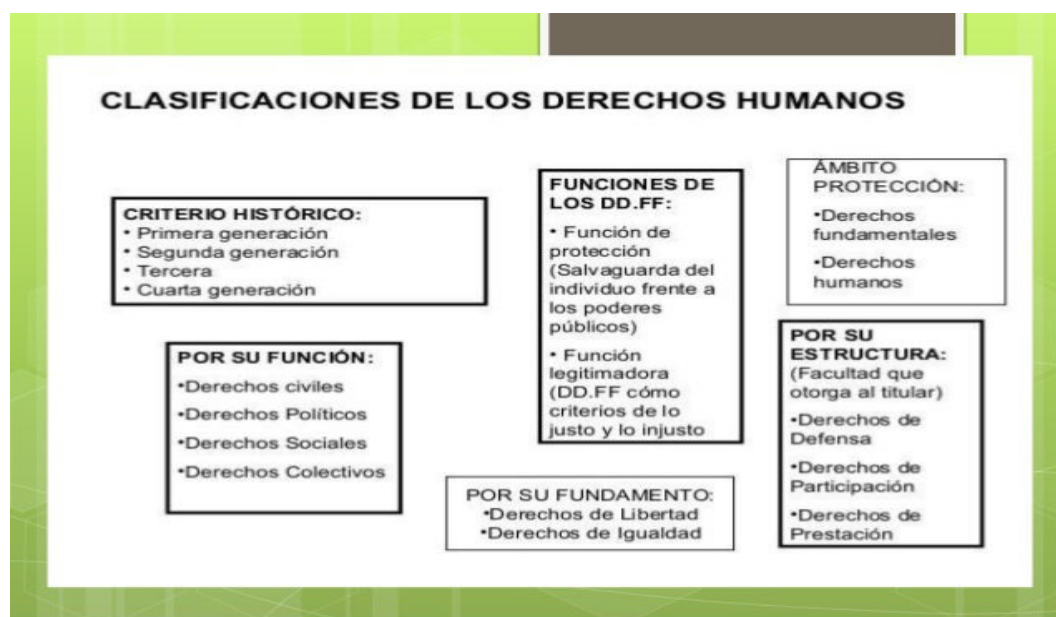 CLASIFICACIONES DE LOS DERECHOS HUMANOS
CRITERIO HISTÓRICO:
• Primera generación
• Segunda generación
• Tercera
• Cuarta generación
POR SU FUNCIÓN:
•Derechos civiles
•Derechos Políticos
•Derechos Sociales
•Derechos Colectivos
FUNCIONES DE
LOS DD.FF:
• Función de
protección
(Salvaguarda del
individuo frente a
los poderes
públicos)
• Función
legitimadora
(DD.FF cómo
criterios de lo
justo y lo injusto
POR SU FUNDAMENTO:
•Derechos de Libertad
•Derechos de Igualdad
ÁMBITO
PROTECCIÓN:
•Derechos
fundamentales
•Derechos
humanos
POR SU
ESTRUCTURA:
(Facultad que
otorga al titular)
•Derechos de
Defensa
•Derechos de
Participación
•Derechos de
Prestación